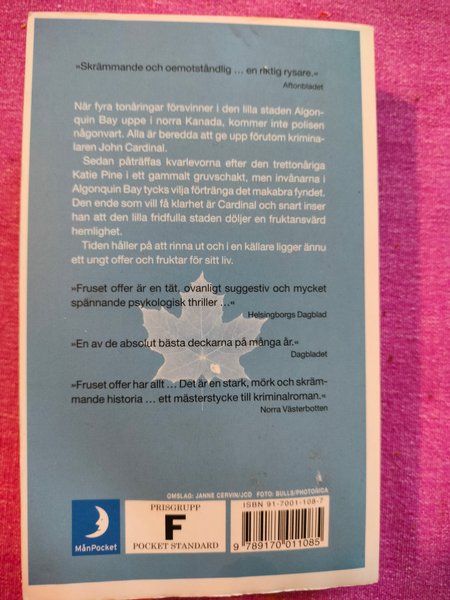 »Skrämmande och oemotståndlig ... en riktig rysare.«
Aftonbladet
När fyra tonåringar försvinner i den lilla staden Algon-
quin Bay uppe i norra Kanada, kommer inte polisen
någonvart. Alla är beredda att ge upp förutom krimina-
laren John Cardinal.
Sedan påträffas kvarlevorna efter den trettonåriga
Katie Pine i ett gammalt gruvschakt, men invånarna i
Algonquin Bay tycks vilja förtränga det makabra fyndet.
Den ende som vill få klarhet är Cardinal och snart inser
han att den lilla fridfulla staden döljer en fruktansvärd
hemlighet.
Tiden håller på att rinna ut och i en källare ligger ännu
ett ungt offer och fruktar för sitt liv.
»Fruset offer är en tät, ovanligt suggestiv och mycket
spännande psykologisk thriller ...«
Helsingborgs Dagblad
»En av de absolut bästa deckarna på många år.«
Dagbladet
»Fruset offer har allt ... Det är en stark, mörk och skräm-
mande historia ... ett mästerstycke till kriminalroman.«
Norra Västerbotten
OMSLAG: JANNE CERVIN/JCD FOTO: BULLS/PHOTONICA
MånPocket
PRISGRUPP
F
POCKET STANDARD
ISBN 91-7001-108-7
9 789170 011085